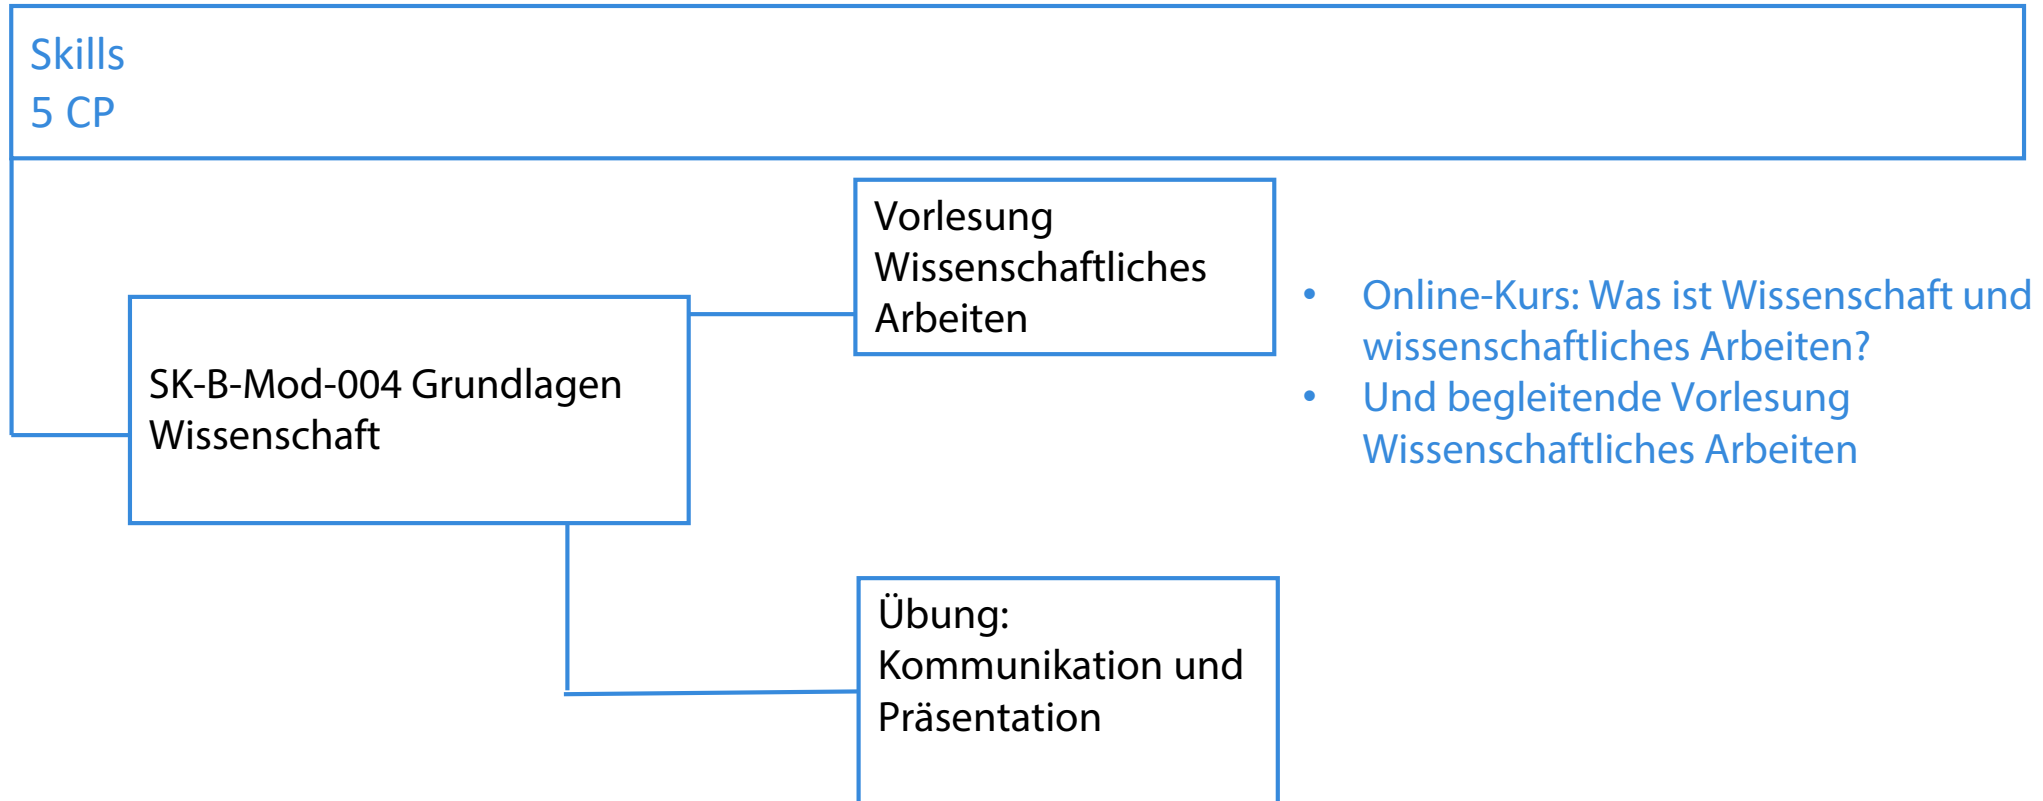 Skills
5 CP
Vorlesung
Wissenschaftliches
Arbeiten
• Online-Kurs: Was ist Wissenschaft und
wissenschaftliches Arbeiten?
• Und begleitende Vorlesung
Wissenschaftliches Arbeiten
SK-B-Mod-004 Grundlagen
Wissenschaft
Übung:
Kommunikation und
Präsentation